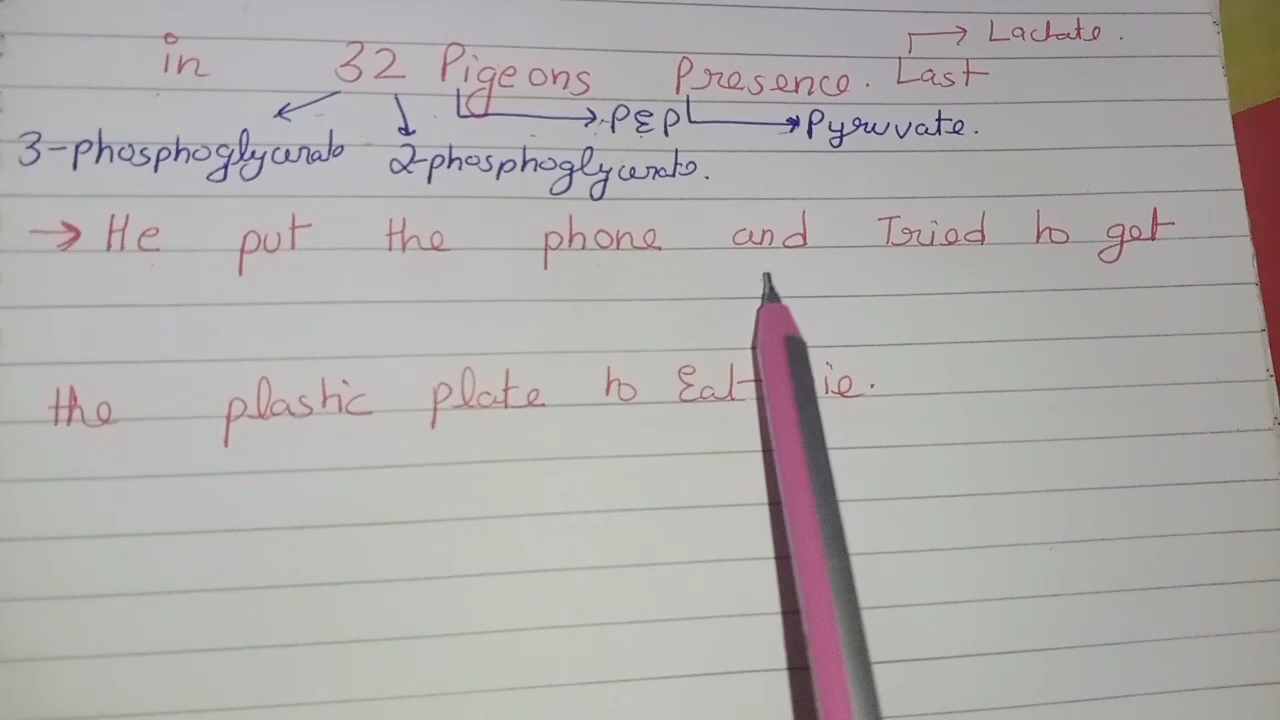 Lactate.
in 32 Pigeons Presence. Last
PEP Pyruvate.
3-phosphoglycerate 2-phosphoglycerate.
→ He put the phone and Tried to get
the plastic plate to Eat ie.